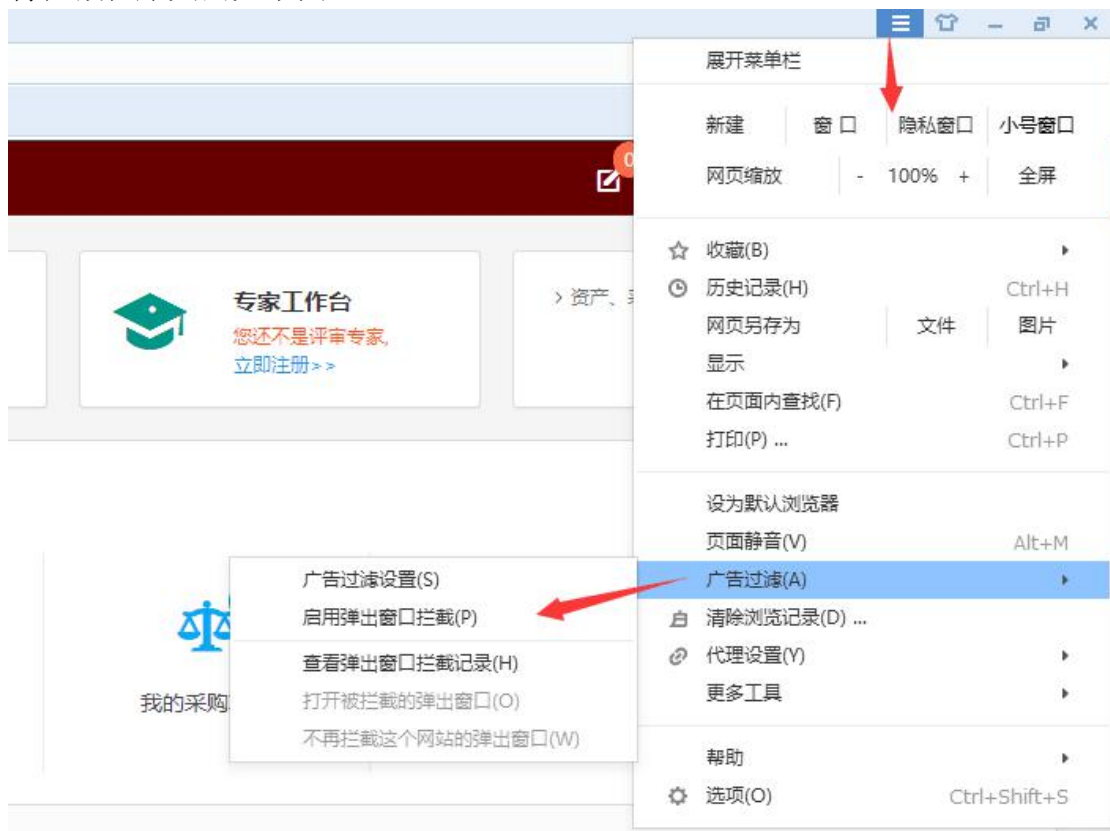 展开菜单栏
新建 窗口 隐私窗口 小号窗口
网页缩放 - 100% + 全屏
收藏(B)
历史记录(H) Ctrl+H
网页另存为 文件 图片
显示
在页面内查找(F) Ctrl+F
打印(P) ... Ctrl+P
设为默认浏览器
页面静音(V) Alt+M
广告过滤(A)
清除浏览记录(D) ...
代理设置(Y)
更多工具
帮助
选项(O) Ctrl+Shift+S
专家工作台
您还不是评审专家,
立即注册>>
> 资产、
广告过滤设置(S)
启用弹出窗口拦截(P)
查看弹出窗口拦截记录(H)
打开被拦截的弹出窗口(O)
不再拦截这个网站的弹出窗口(W)
我的采购